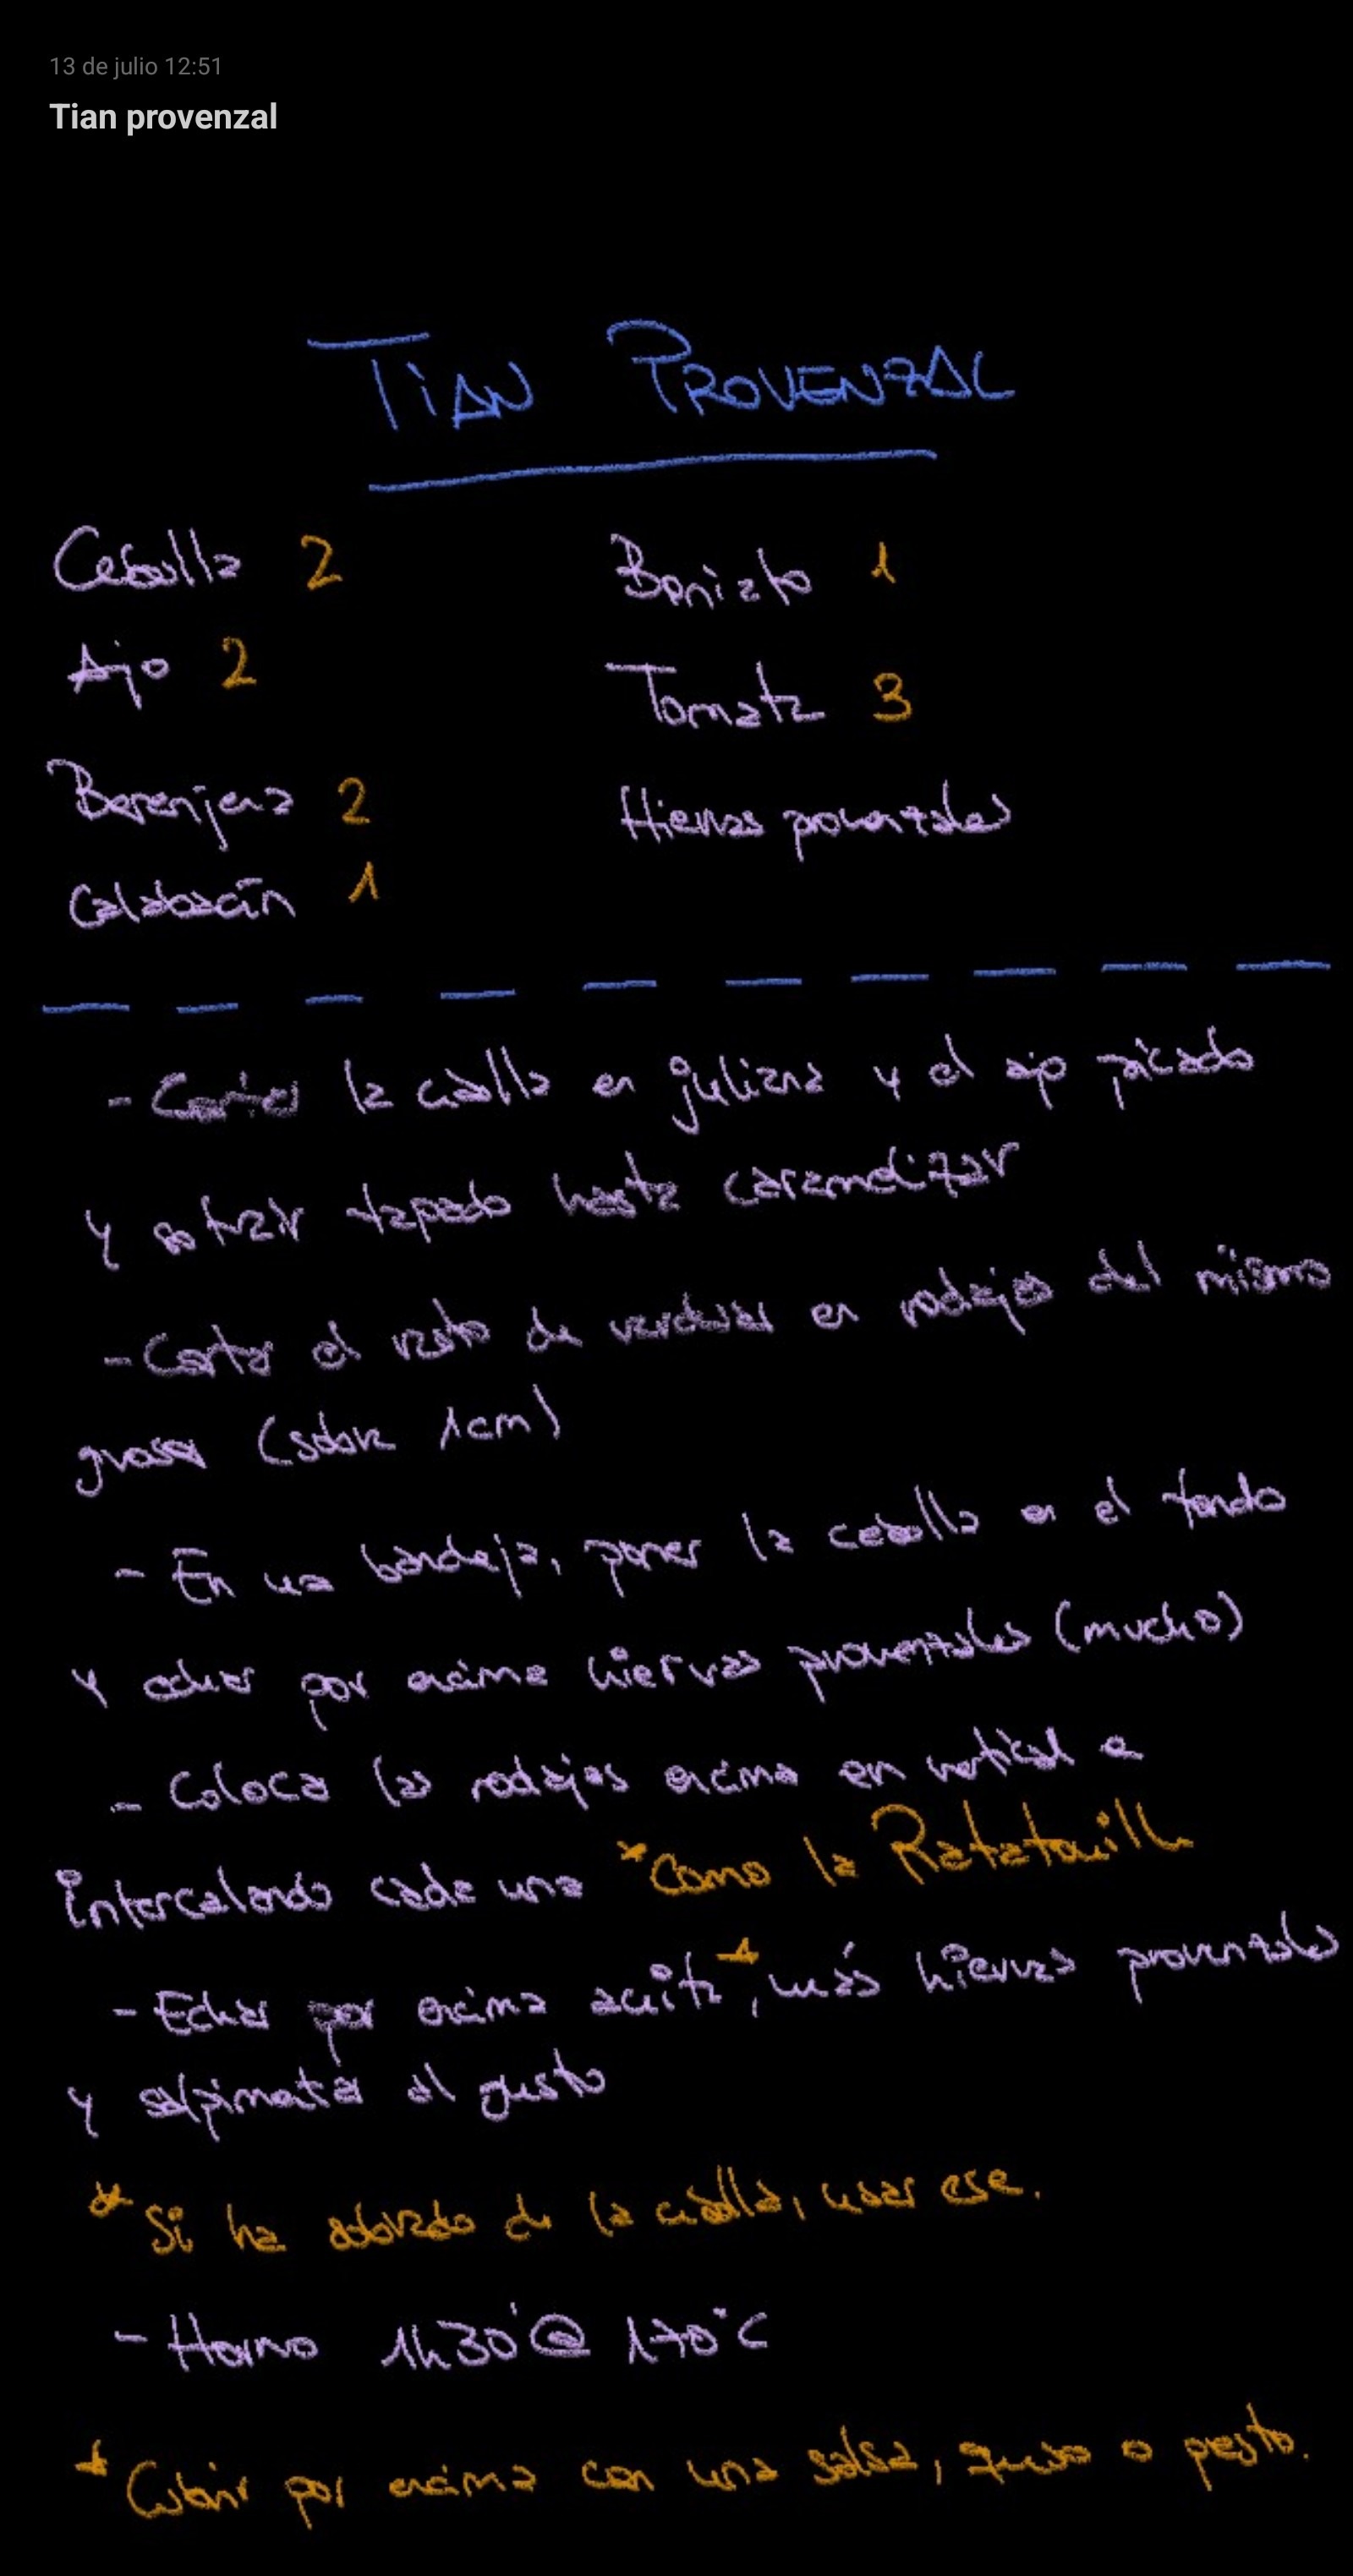 13 de julio 12:51
Tian provenzal
TIAN PROVENZAL
Cebolla 2
Boniato 1
Ajo 2
Tomate 3
Berenjena 2
Hiervas provenzales
Calabacín 1
- Cortar la cebolla en juliana y el ajo picado
y sofreir tapado hasta caramelizar
- Cortar el resto de verduras en rodajas del mismo
grosor (sobre 1cm)
- En una bandeja, poner la cebolla en el fondo
y echar por encima hiervas provenzales (mucho)
- Coloca las rodajas encima en vertical e
intercalando cada una *Como la Ratatouille
- Echar por encima aceite*, más hiervas provenzales
y salpimentar al gusto
* Si ha sobrado de la cebolla, usar ese.
- Horno 1h30' @ 170°C
* Cubrir por encima con una salsa, queso o pesto.